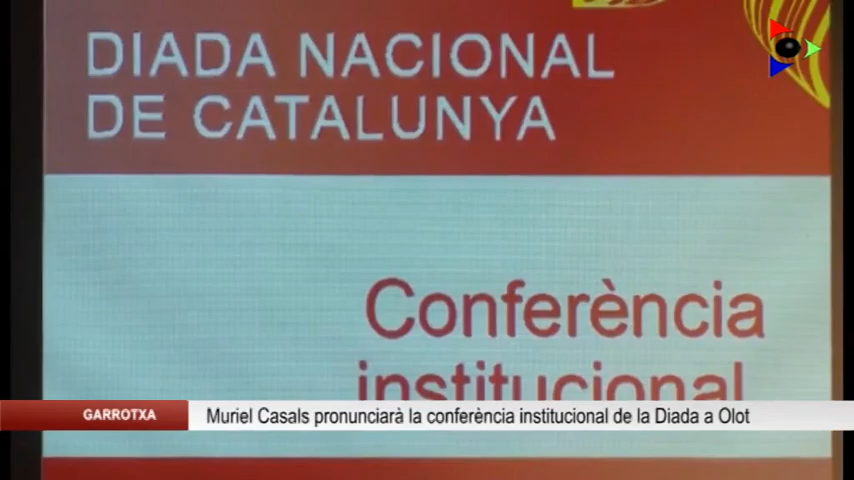 DIADA NACIONAL
DE CATALUNYA
Conferència
institucional
GARROTXA
Muriel Casals pronunciarà la conferència institucional de la Diada a Olot